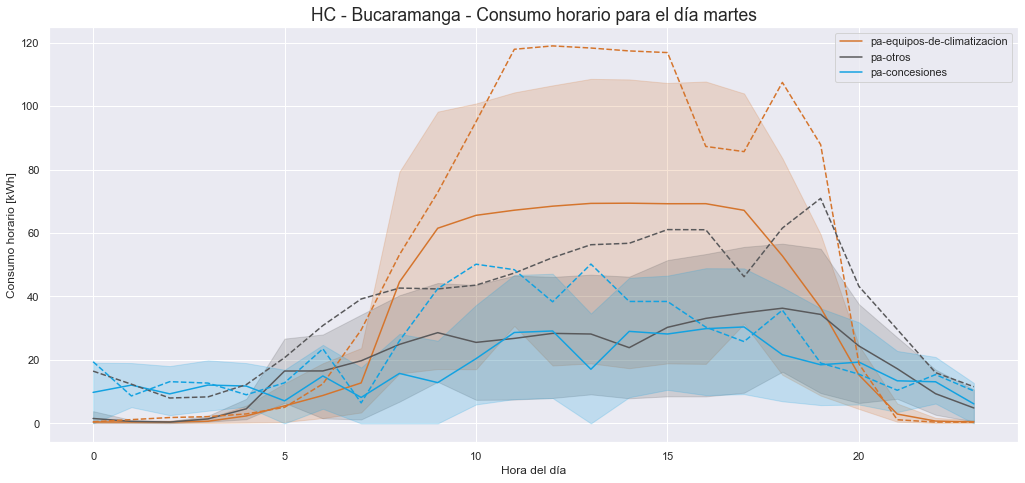 HC - Bucaramanga - Consumo horario para el día martes
pa-equipos-de-climatizacion
pa-otros
pa-concesiones
Consumo horario [kWh]
120
100
80
60
40
20
0
0 5 10 15 20
Hora del día